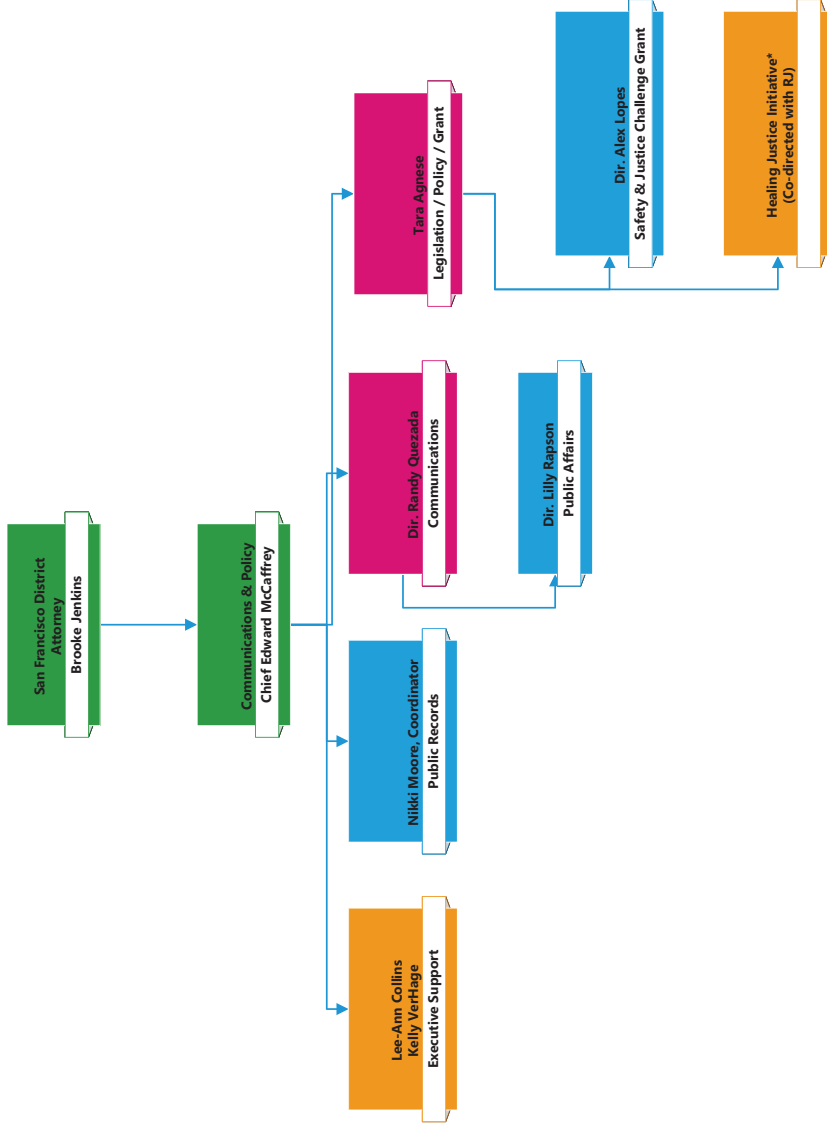 San Francisco District
Attorney
Brooke Jenkins
Communications & Policy
Chief Edward McCaffrey
Lee-Ann Collins
Kelly VerHage
Executive Support
Nikki Moore, Coordinator
Public Records
Dir. Randy Quezada
Communications
Tara Agnese
Legislation / Policy / Grant
Dir. Lilly Rapson
Public Affairs
Dir. Alex Lopes
Safety & Justice Challenge Grant
Healing Justice Initiative*
(Co-directed with RJ)